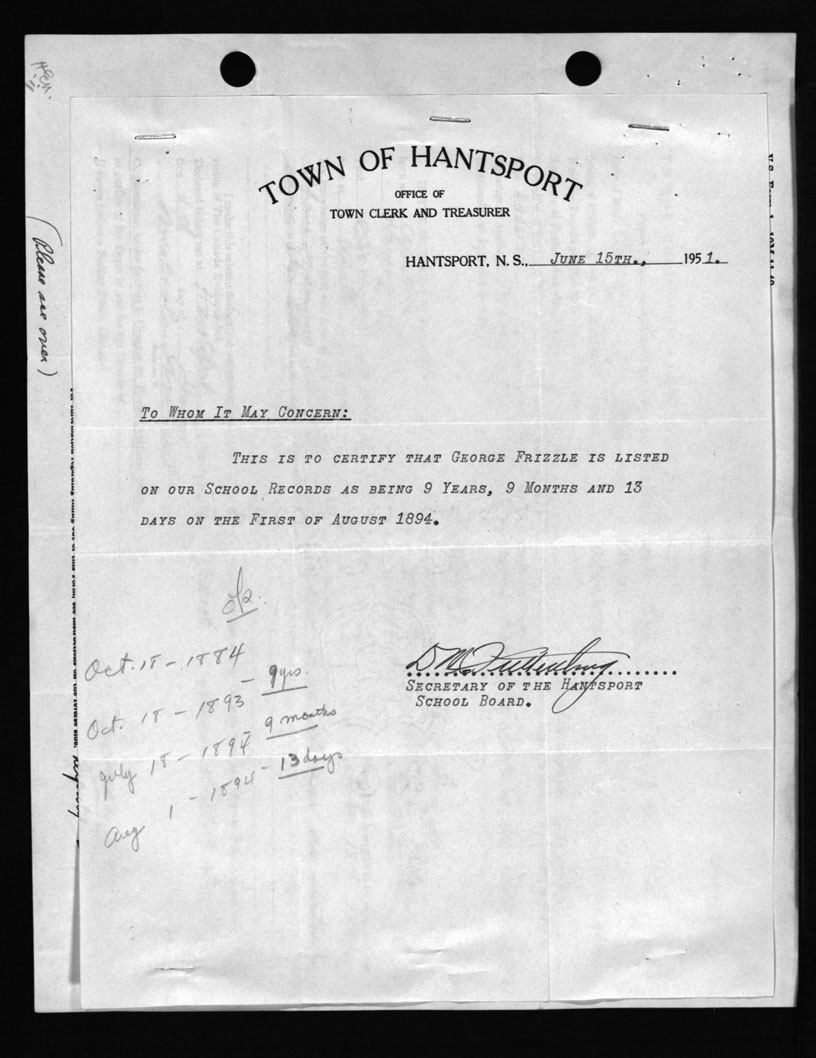 TOWN OF HANTSPORT
OFFICE OF
TOWN CLERK AND TREASURER
HANTSPORT, N. S., JUNE 15TH., 1951.
(Please see over)
TO WHOM IT MAY CONCERN:
THIS IS TO CERTIFY THAT GEORGE FRIZZLE IS LISTED
ON OUR SCHOOL RECORDS AS BEING 9 YEARS, 9 MONTHS AND 13
DAYS ON THE FIRST OF AUGUST 1894.
Oct. 18 - 1884
Oct. 18 - 1893 - 9 yrs.
July 18 - 1894 - 9 months
Aug 1 - 1894 - 13 days
SECRETARY OF THE HANTSPORT
SCHOOL BOARD.